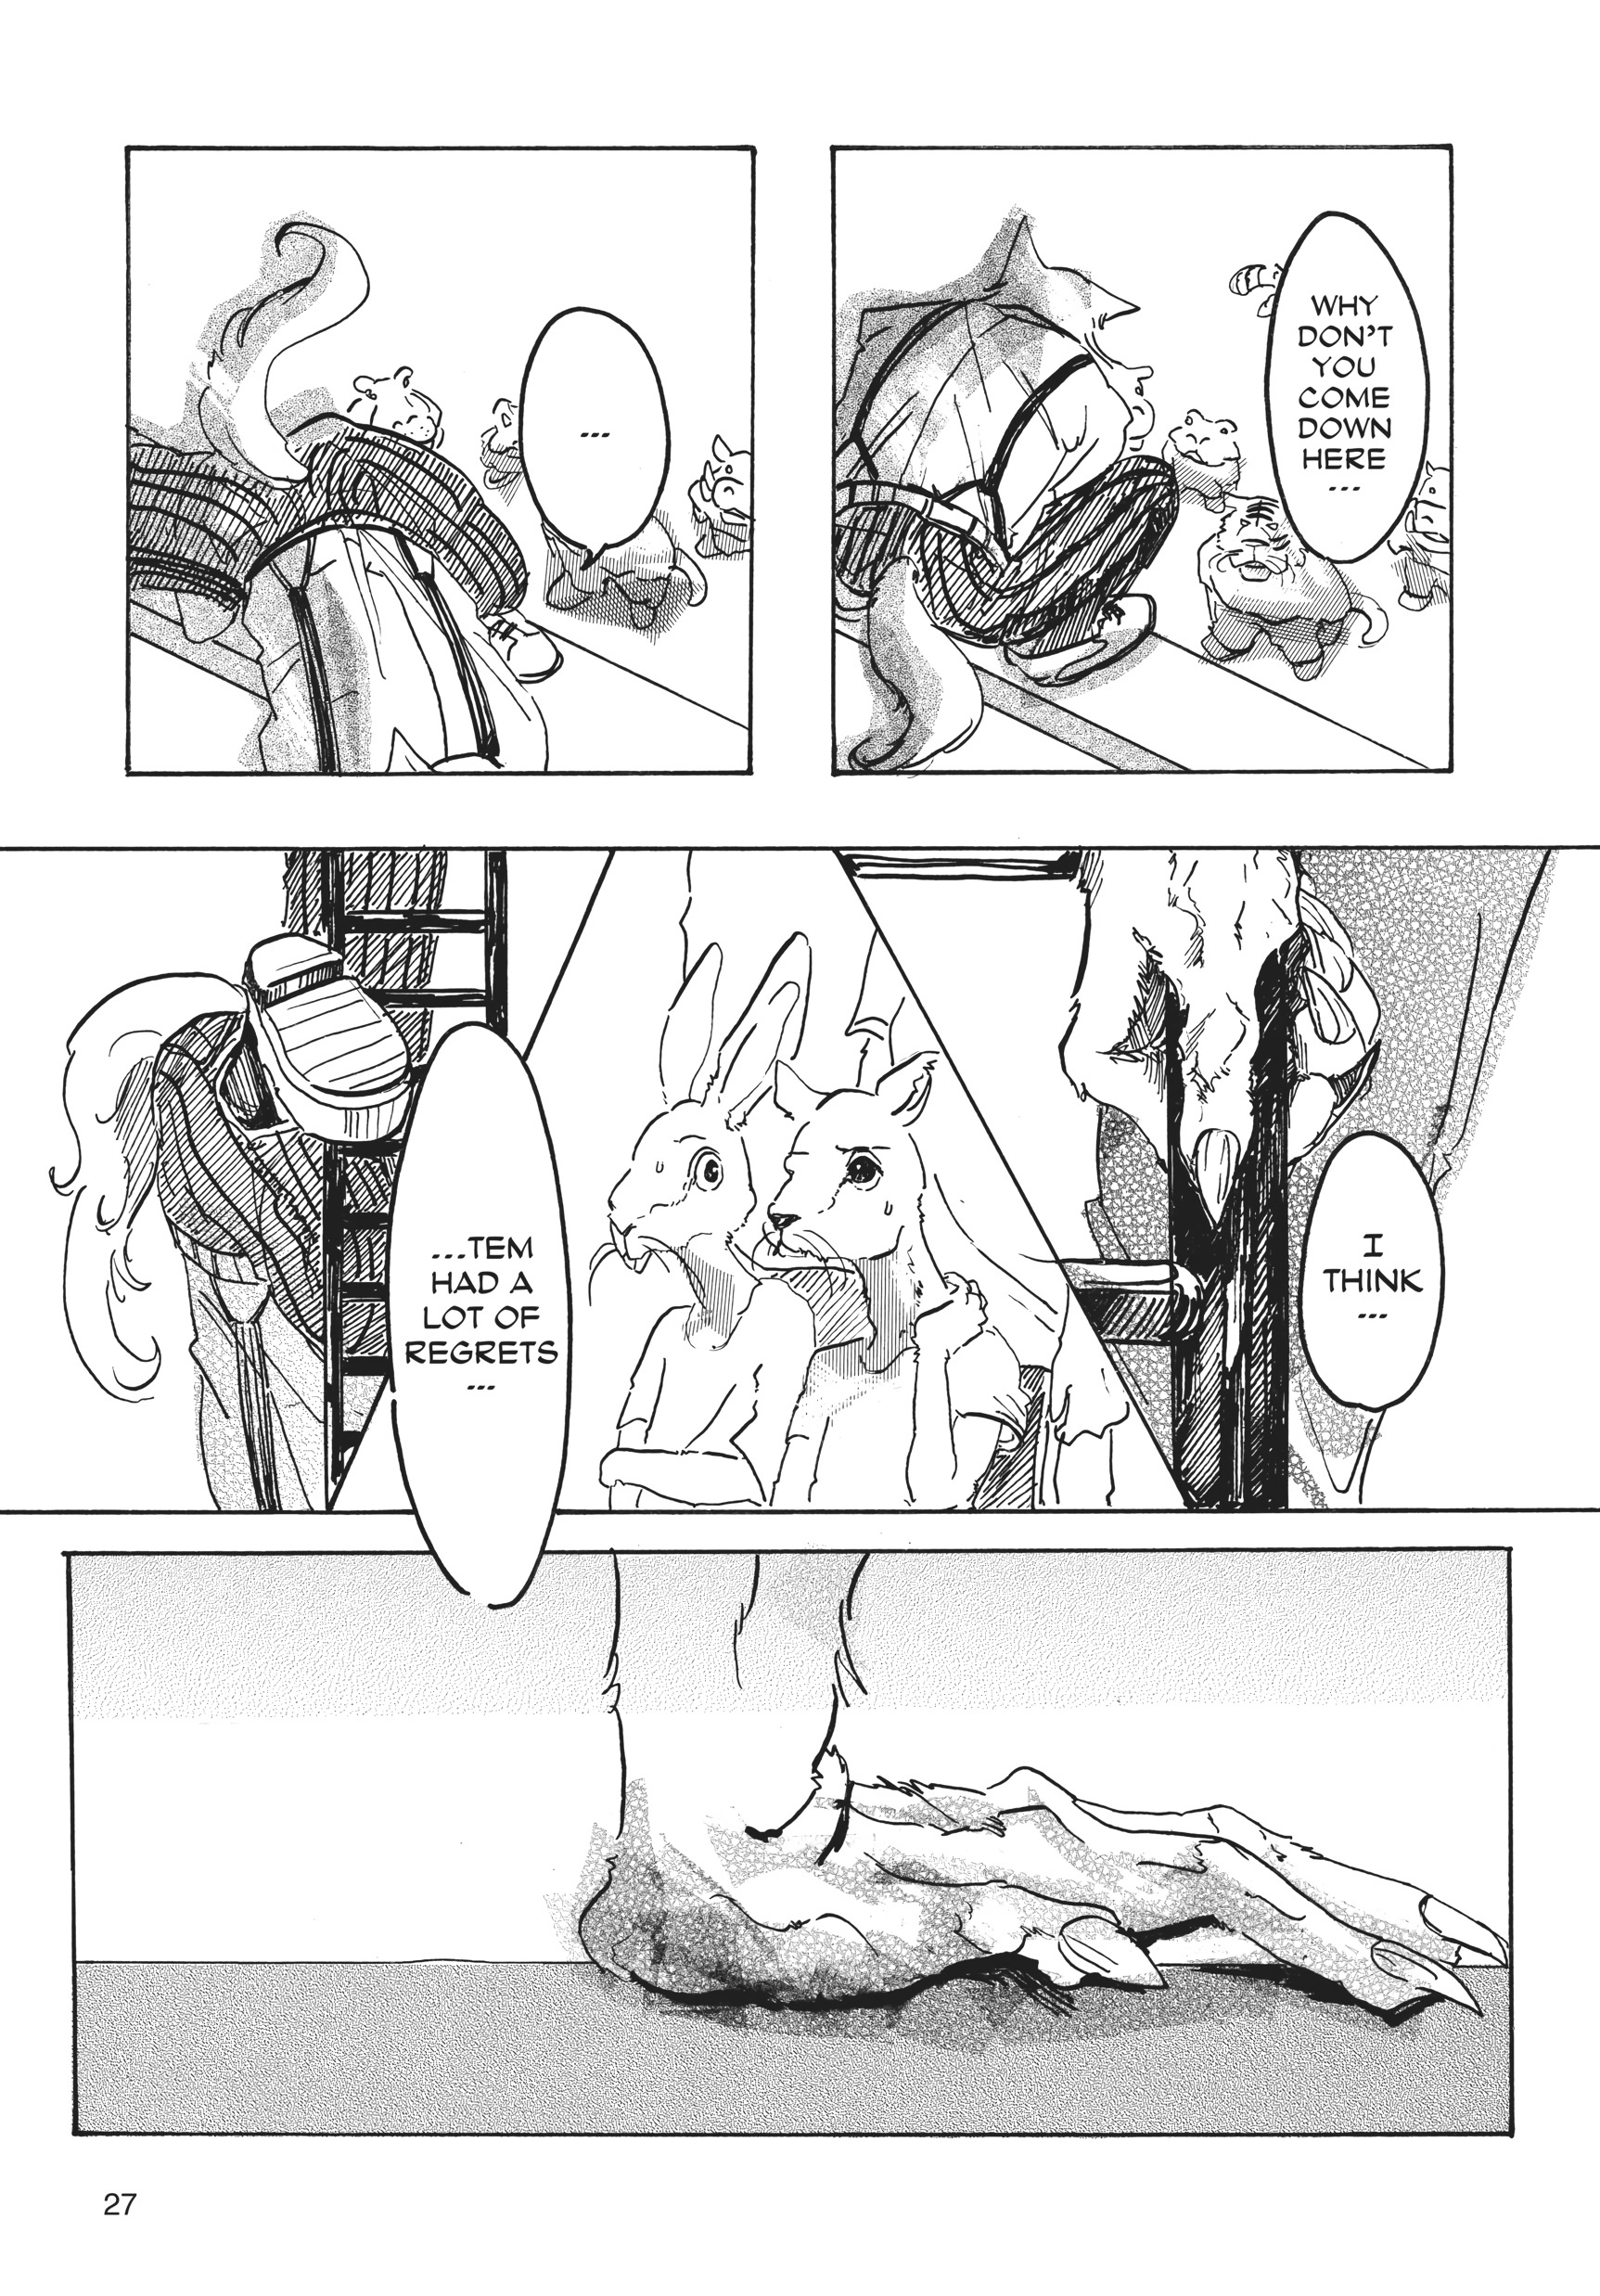 WHY
DON'T
YOU
COME
DOWN
HERE
...
...
I
THINK
...
...TEM
HAD A
LOT OF
REGRETS
...
27